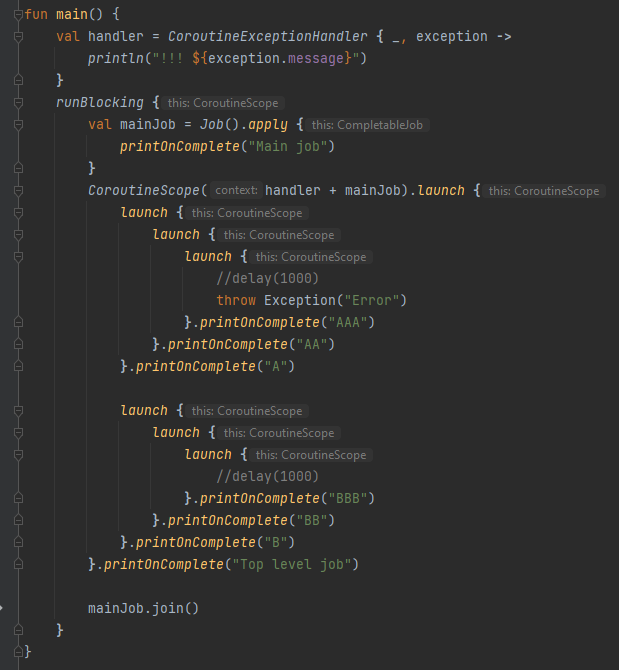 fun main() {
    val handler = CoroutineExceptionHandler { _, exception ->
        println("!!! ${exception.message}")
    }
    runBlocking { this: CoroutineScope
        val mainJob = Job().apply { this: CompletableJob
            printOnComplete("Main job")
        }
        CoroutineScope( context: handler + mainJob).launch { this: CoroutineScope
            launch { this: CoroutineScope
                launch { this: CoroutineScope
                    launch { this: CoroutineScope
                        //delay(1000)
                        throw Exception("Error")
                    }.printOnComplete("AAA")
                }.printOnComplete("AA")
            }.printOnComplete("A")

            launch { this: CoroutineScope
                launch { this: CoroutineScope
                    launch { this: CoroutineScope
                        //delay(1000)
                    }.printOnComplete("BBB")
                }.printOnComplete("BB")
            }.printOnComplete("B")
        }.printOnComplete("Top level job")

        mainJob.join()
    }
}